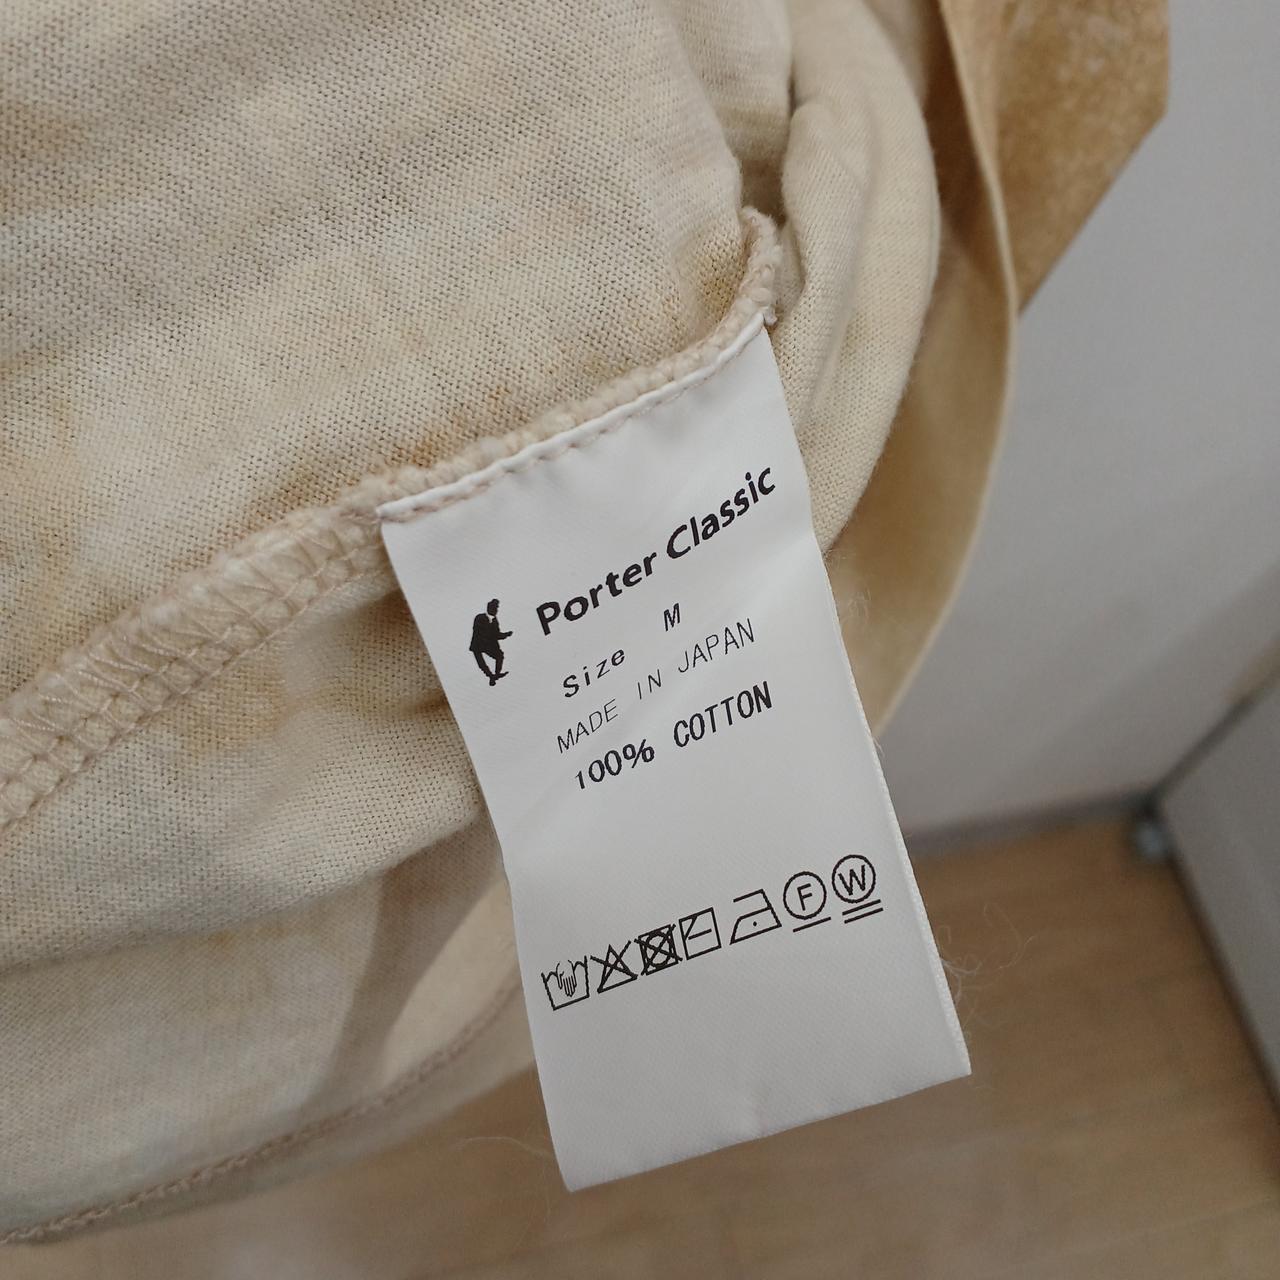 Porter Classic
Size M
MADE IN JAPAN
100% COTTON
F W